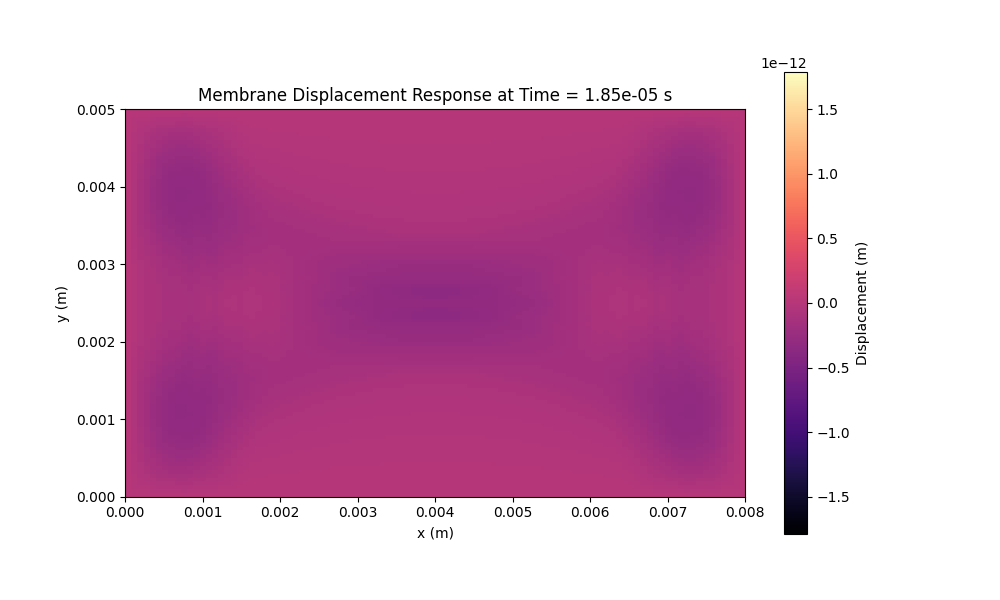 1e−12
Membrane Displacement Response at Time = 1.85e-05 s
0.005
0.004
0.003
0.002
0.001
0.000
y (m)
0.000 0.001 0.002 0.003 0.004 0.005 0.006 0.007 0.008
x (m)
1.5
1.0
0.5
0.0
−0.5
−1.0
−1.5
Displacement (m)